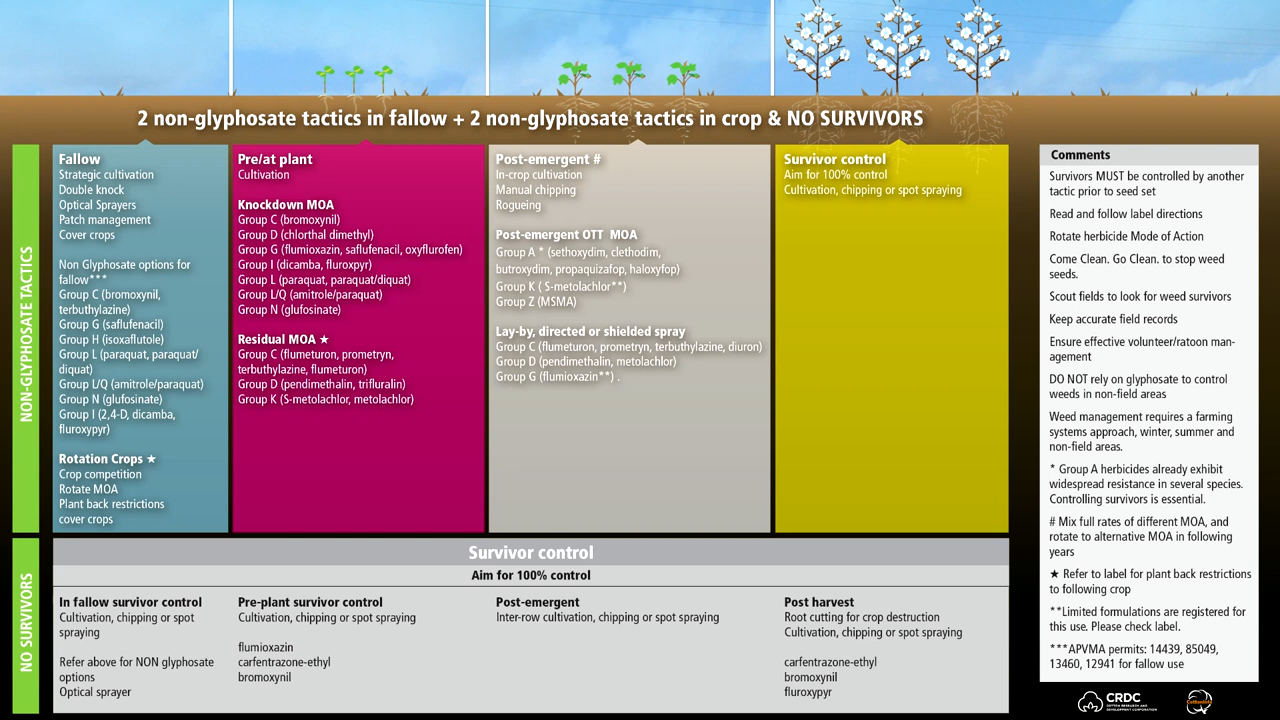 2 non-glyphosate tactics in fallow + 2 non-glyphosate tactics in crop & NO SURVIVORS
NON-GLYPHOSATE TACTICS
Fallow
Strategic cultivation
Double knock
Optical Sprayers
Patch management
Cover crops
Non Glyphosate options for
fallow***
Group C (bromoxynil,
terbuthylazine)
Group G (saflufenacil)
Group H (isoxaflutole)
Group L (paraquat, paraquat/
diquat)
Group L/Q (amitrole/paraquat)
Group N (glufosinate)
Group I (2,4-D, dicamba,
fluroxypyr)
Rotation Crops ★
Crop competition
Rotate MOA
Plant back restrictions
cover crops
Pre/at plant
Cultivation
Knockdown MOA
Group C (bromoxynil)
Group D (chlorthal dimethyl)
Group G (flumioxazin, saflufenacil, oxyflurofen)
Group I (dicamba, fluroxpyr)
Group L (paraquat, paraquat/diquat)
Group L/Q (amitrole/paraquat)
Group N (glufosinate)
Residual MOA ★
Group C (flumeturon, prometryn,
terbuthylazine, flumeturon)
Group D (pendimethalin, trifluralin)
Group K (S-metolachlor, metolachlor)
Post-emergent #
In-crop cultivation
Manual chipping
Rogueing
Post-emergent OTT MOA
Group A * (sethoxydim, clethodim,
butroxydim, propaquizafop, haloxyfop)
Group K ( S-metolachlor**)
Group Z (MSMA)
Lay-by, directed or shielded spray
Group C (flumeturon, prometryn, terbuthylazine, diuron)
Group D (pendimethalin, metolachlor)
Group G (flumioxazin**) .
Survivor control
Aim for 100% control
Cultivation, chipping or spot spraying
NO SURVIVORS
Survivor control
Aim for 100% control
In fallow survivor control
Cultivation, chipping or spot
spraying
Refer above for NON glyphosate
options
Optical sprayer
Pre-plant survivor control
Cultivation, chipping or spot spraying
flumioxazin
carfentrazone-ethyl
bromoxynil
Post-emergent
Inter-row cultivation, chipping or spot spraying
Post harvest
Root cutting for crop destruction
Cultivation, chipping or spot spraying
carfentrazone-ethyl
bromoxynil
fluroxypyr
Comments
Survivors MUST be controlled by another
tactic prior to seed set
Read and follow label directions
Rotate herbicide Mode of Action
Come Clean. Go Clean. to stop weed
seeds.
Scout fields to look for weed survivors
Keep accurate field records
Ensure effective volunteer/ratoon man-
agement
DO NOT rely on glyphosate to control
weeds in non-field areas
Weed management requires a farming
systems approach, winter, summer and
non-field areas.
* Group A herbicides already exhibit
widespread resistance in several species.
Controlling survivors is essential.
# Mix full rates of different MOA, and
rotate to alternative MOA in following
years
★ Refer to label for plant back restrictions
to following crop
**Limited formulations are registered for
this use. Please check label.
***APVMA permits: 14439, 85049,
13460, 12941 for fallow use
CRDC
COTTON RESEARCH AND
DEVELOPMENT CORPORATION
CottonInfo